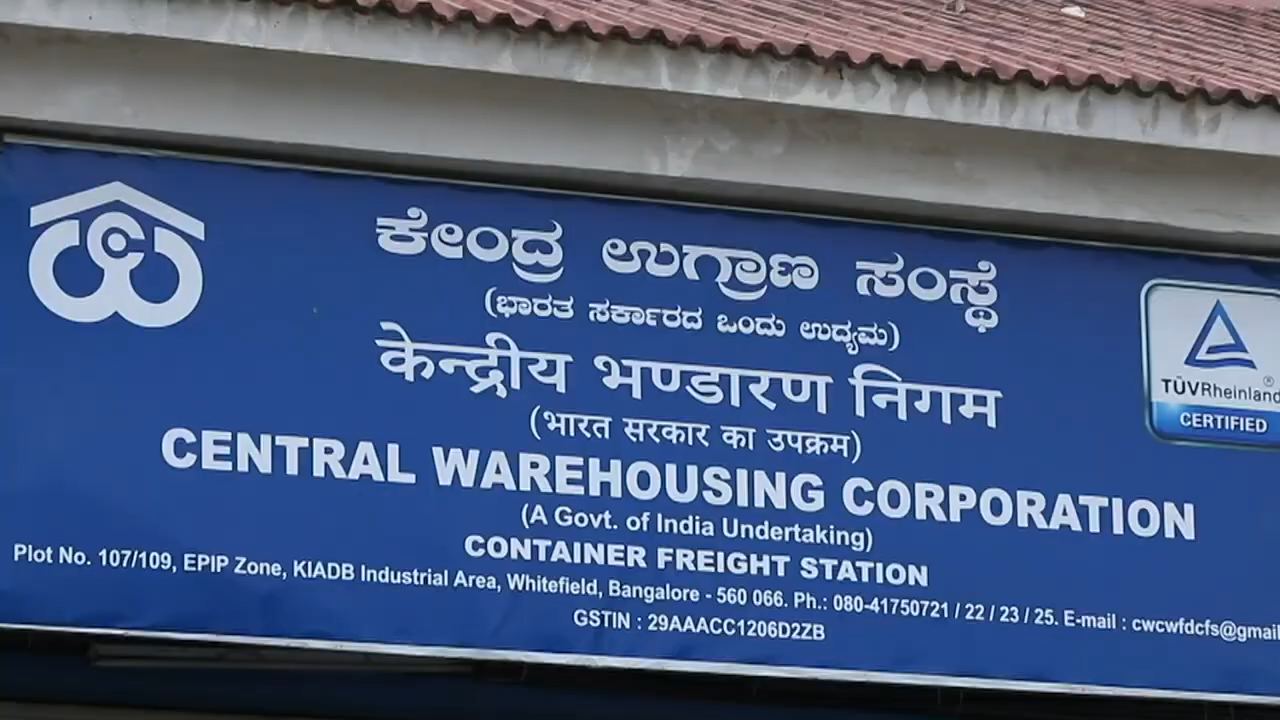 ಕೇಂದ್ರ ಉಗ್ರಾಣ ಸಂಸ್ಥೆ
(ಭಾರತ ಸರ್ಕಾರದ ಒಂದು ಉದ್ಯಮ)
केन्द्रीय भण्डारण निगम
(भारत सरकार का उपक्रम)
CENTRAL WAREHOUSING CORPORATION
(A Govt. of India Undertaking)
CONTAINER FREIGHT STATION
Plot No. 107/109, EPIP Zone, KIADB Industrial Area, Whitefield, Bangalore - 560 066. Ph.: 080-41750721 / 22 / 23 / 25. E-mail : cwcwfdcfs@gmai
GSTIN : 29AAACC1206D2ZB
TÜVRheinland®
CERTIFIED